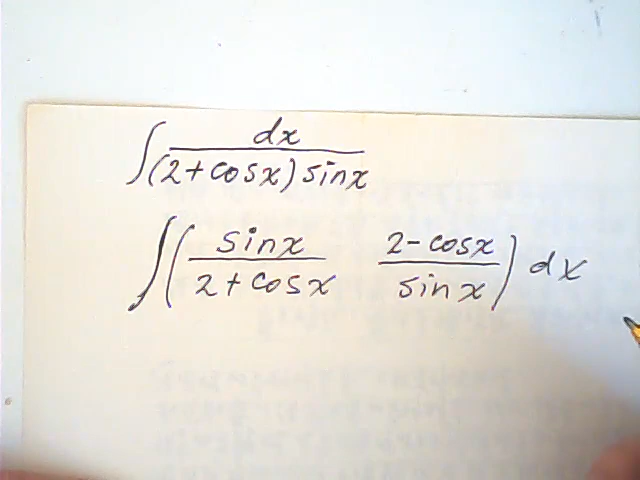 ∫ dx / (2+cosx) sinx
∫ ( sinx / 2+cosx   2-cosx / sinx ) dx